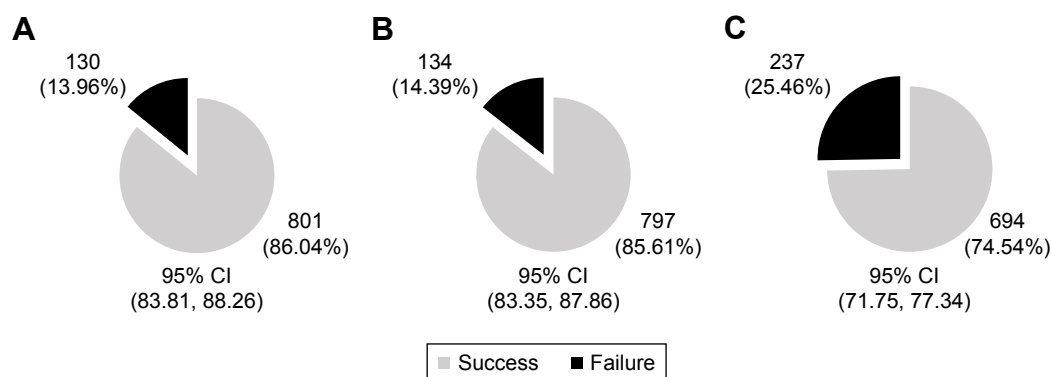 A
130
(13.96%)
801
(86.04%)
95% CI
(83.81, 88.26)
B
134
(14.39%)
797
(85.61%)
95% CI
(83.35, 87.86)
C
237
(25.46%)
694
(74.54%)
95% CI
(71.75, 77.34)
Success Failure